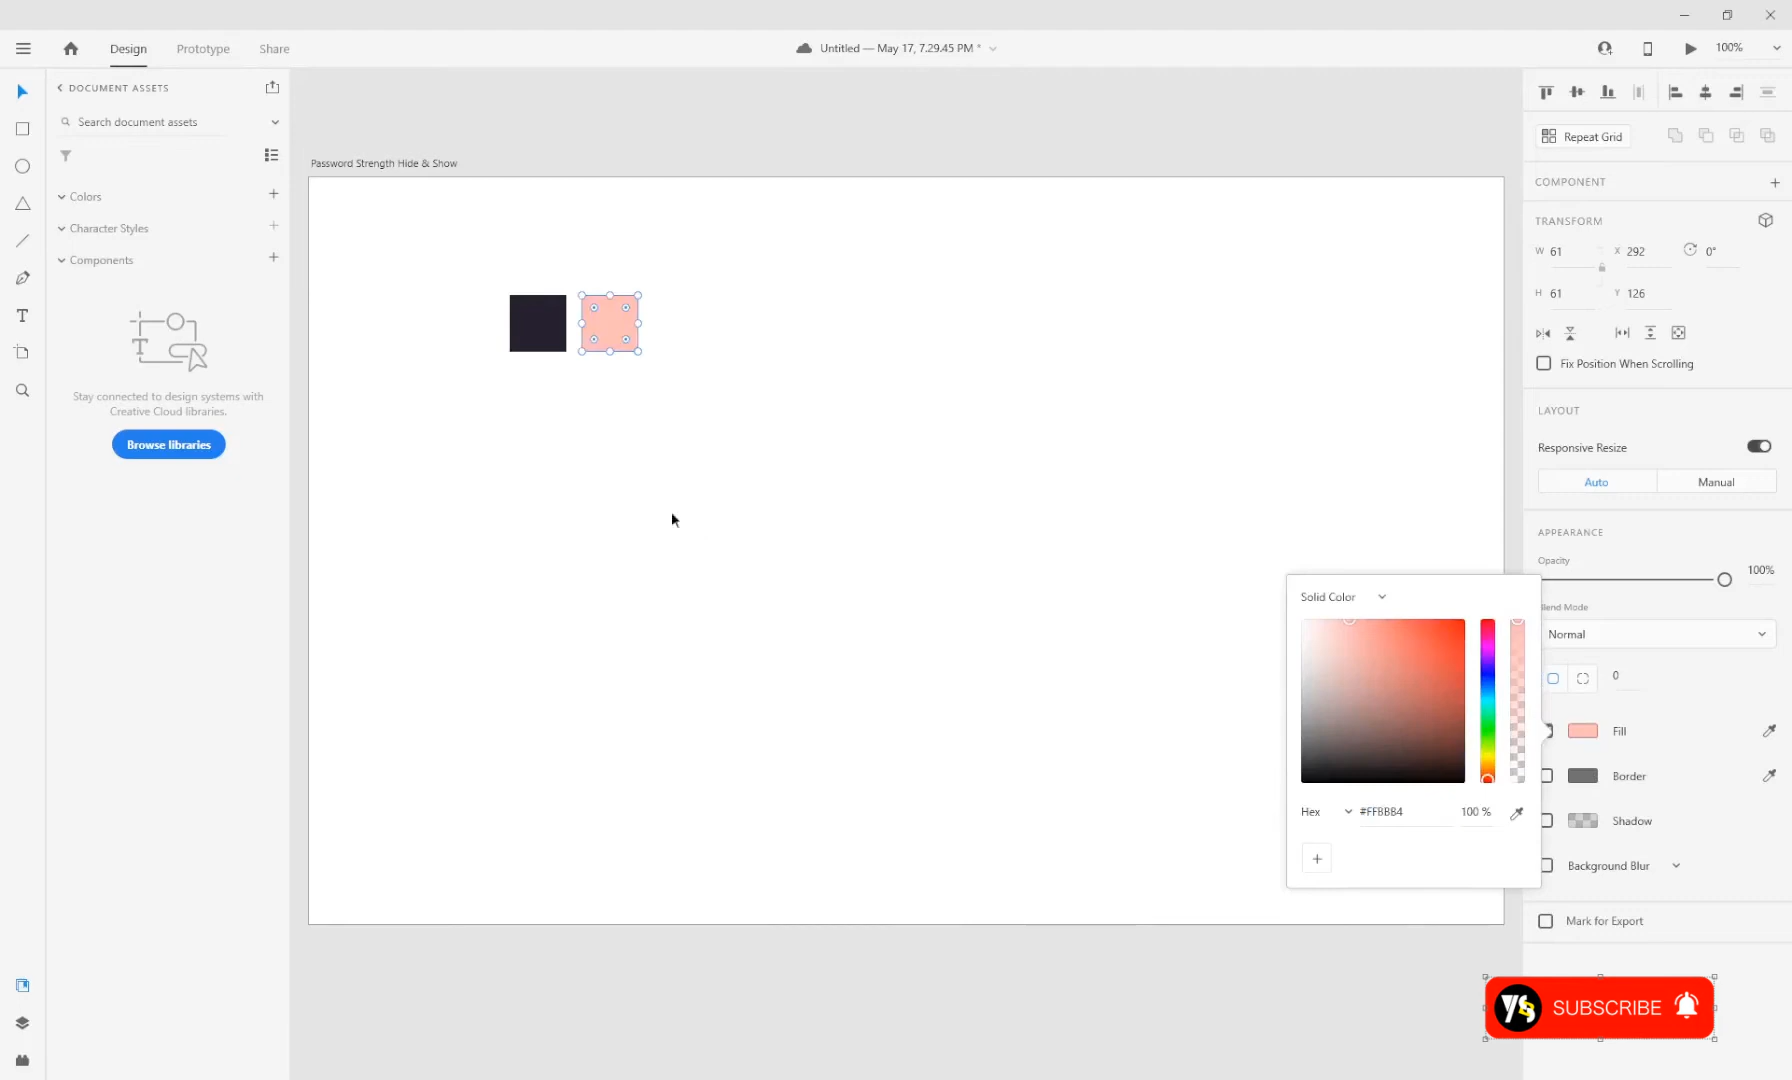 Design
Prototype
Share
Untitled — May 17, 7.29.45 PM *
100%
DOCUMENT ASSETS
Search document assets
Colors
Character Styles
Components
Stay connected to design systems with
Creative Cloud libraries.
Browse libraries
Password Strength Hide & Show
Repeat Grid
COMPONENT
TRANSFORM
W 61
X 292
0°
H 61
Y 126
Fix Position When Scrolling
LAYOUT
Responsive Resize
Auto
Manual
APPEARANCE
Opacity
100%
Blend Mode
Normal
0
Fill
Border
Shadow
Background Blur
Mark for Export
Solid Color
Hex
#FFBBB4
100 %
SUBSCRIBE